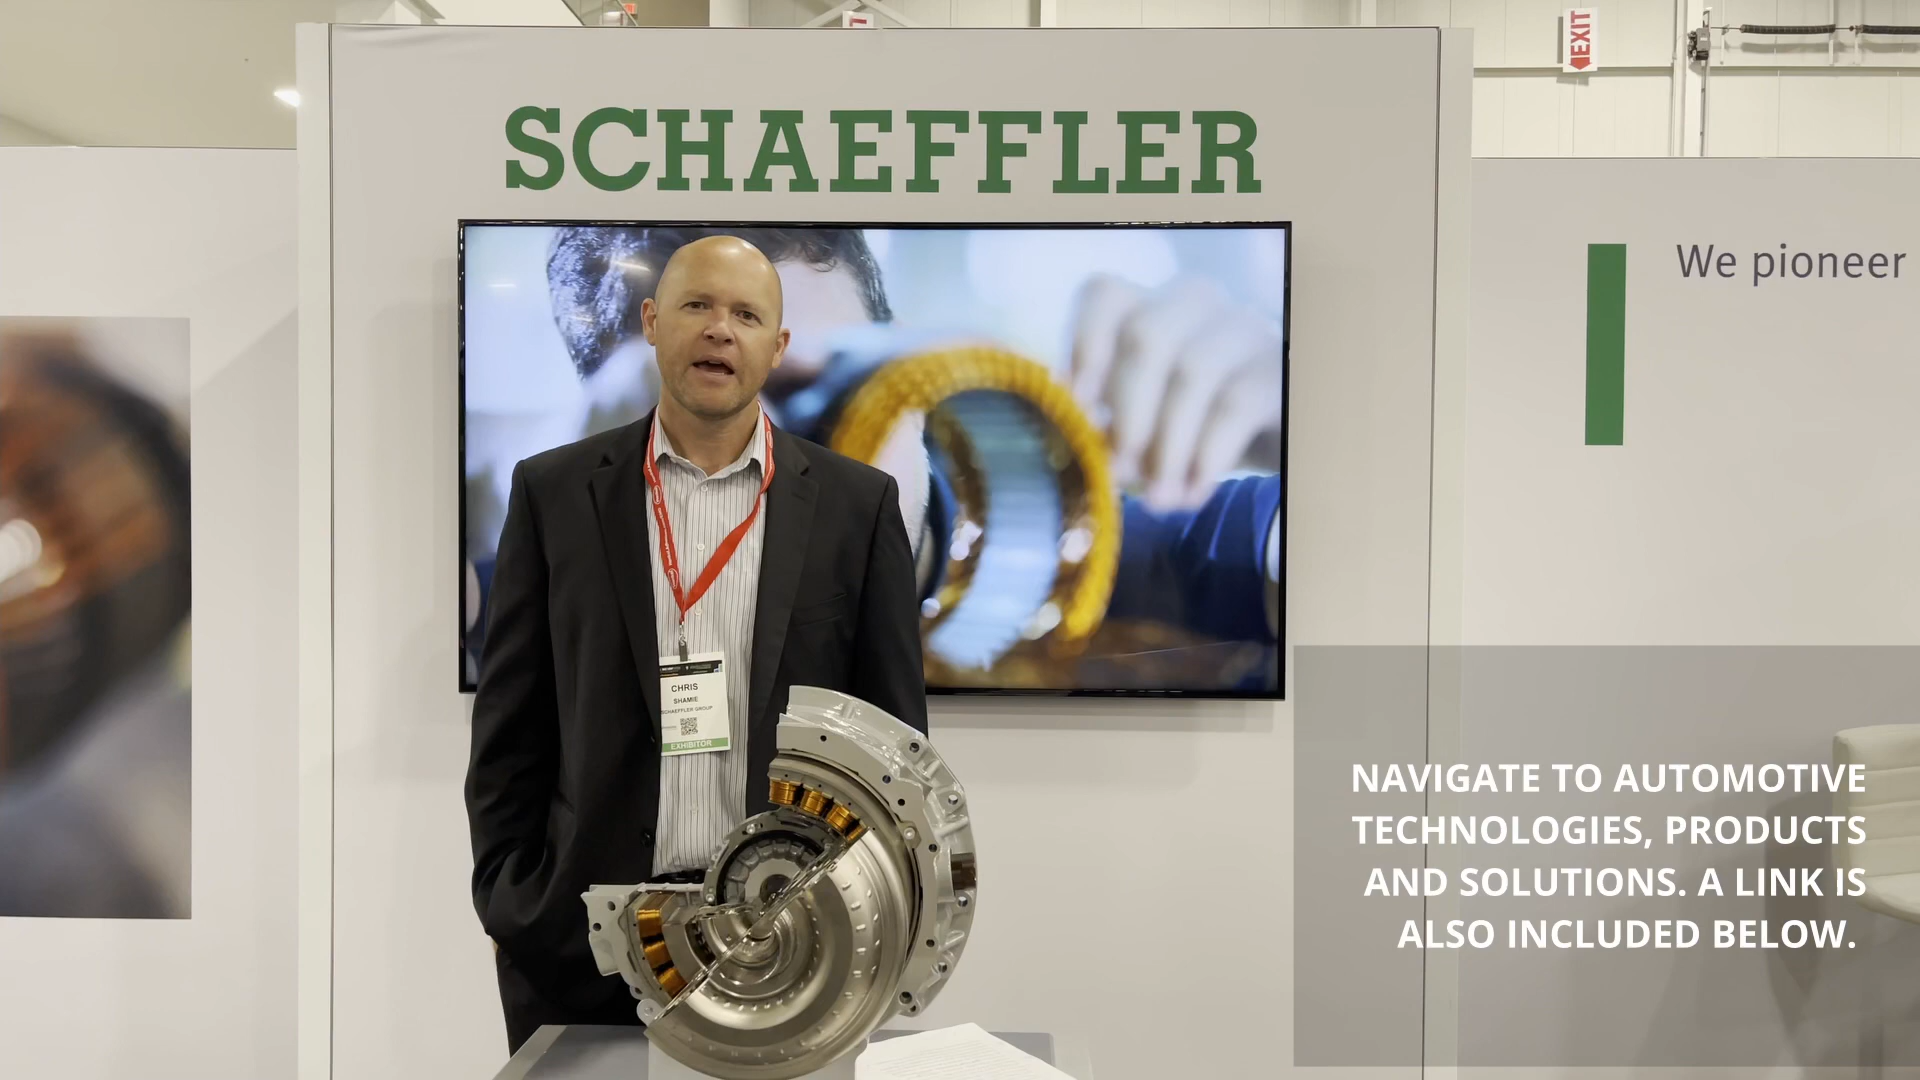 EXIT
SCHAEFFLER
We pioneer
CHRIS
SHAMIE
SCHAEFFLER GROUP
EXHIBITOR
NAVIGATE TO AUTOMOTIVE
TECHNOLOGIES, PRODUCTS
AND SOLUTIONS. A LINK IS
ALSO INCLUDED BELOW.